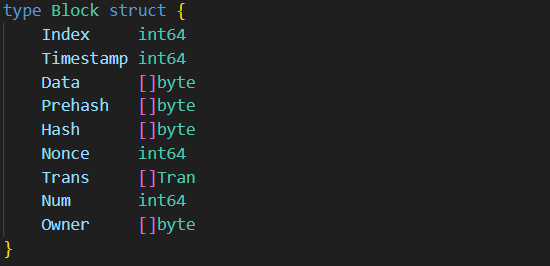 type Block struct {
    Index     int64
    Timestamp int64
    Data      []byte
    Prehash   []byte
    Hash      []byte
    Nonce     int64
    Trans     []Tran
    Num       int64
    Owner     []byte
}